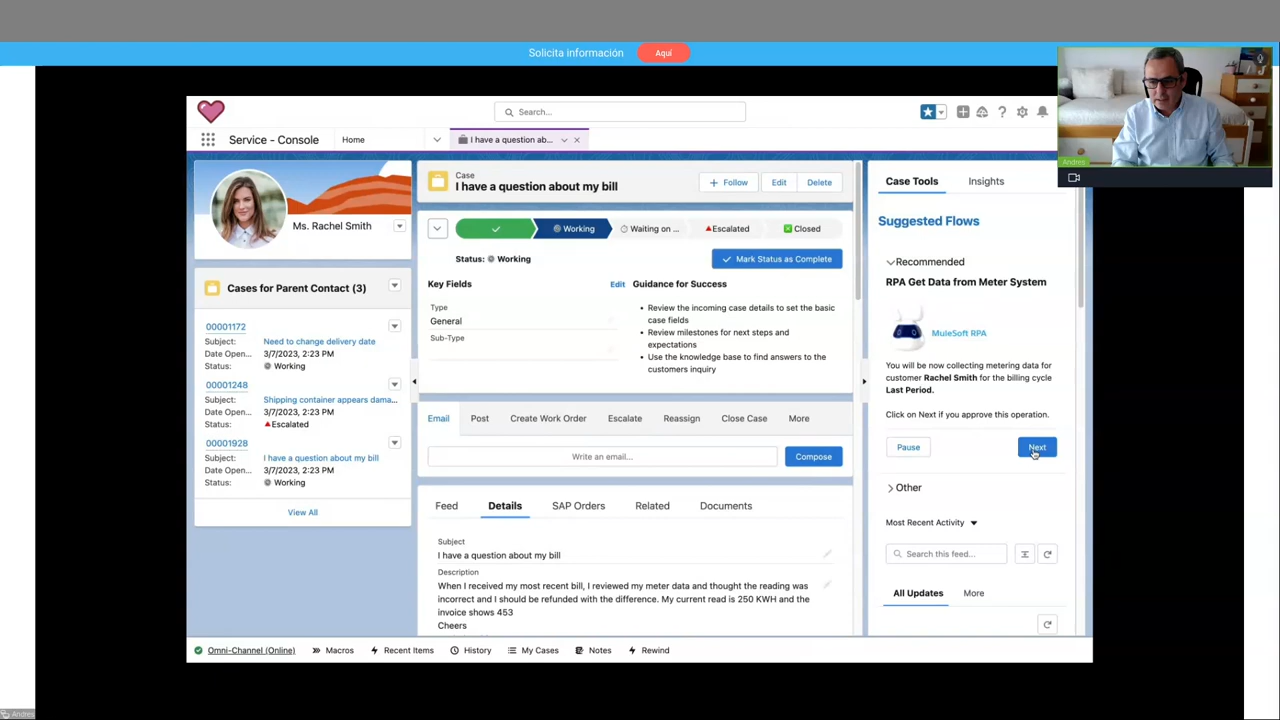 Solicita información
Aquí
Andres
Search...
Service - Console
Home
I have a question ab...
Ms. Rachel Smith
Cases for Parent Contact (3)
00001172
Subject: Need to change delivery date
Date Open... 3/7/2023, 2:23 PM
Status: Working
00001248
Subject: Shipping container appears dama...
Date Open... 3/7/2023, 2:23 PM
Status: Escalated
00001928
Subject: I have a question about my bill
Date Open... 3/7/2023, 2:23 PM
Status: Working
View All
Case
I have a question about my bill
+ Follow
Edit
Delete
Working
Waiting on ...
Escalated
Closed
Status: Working
Mark Status as Complete
Key Fields
Edit
Type
General
Sub-Type
Guidance for Success
• Review the incoming case details to set the basic
case fields
• Review milestones for next steps and
expectations
• Use the knowledge base to find answers to the
customers inquiry
Email
Post
Create Work Order
Escalate
Reassign
Close Case
More
Write an email...
Compose
Feed
Details
SAP Orders
Related
Documents
Subject
I have a question about my bill
Description
When I received my most recent bill, I reviewed my meter data and thought the reading was
incorrect and I should be refunded with the difference. My current read is 250 KWH and the
invoice shows 453
Cheers
Case Tools
Insights
Suggested Flows
Recommended
RPA Get Data from Meter System
MuleSoft RPA
You will be now collecting metering data for
customer Rachel Smith for the billing cycle
Last Period.
Click on Next if you approve this operation.
Pause
Next
Other
Most Recent Activity
Search this feed...
All Updates
More
Omni-Channel (Online)
Macros
Recent Items
History
My Cases
Notes
Rewind
Andres